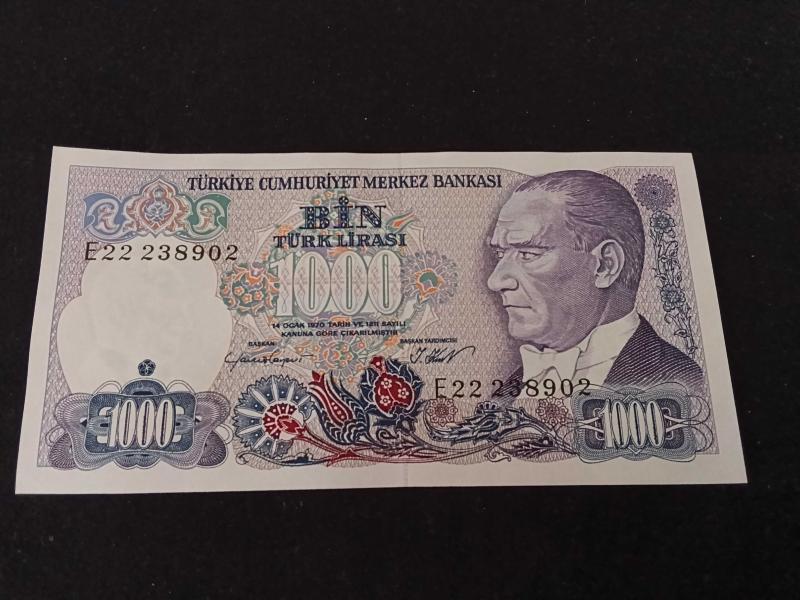 TÜRKİYE CUMHURİYET MERKEZ BANKASI
BİN
TÜRK LİRASI
E22 238902
1000
14 OCAK 1970 TARİH VE 1211 SAYILI
KANUNA GÖRE ÇIKARILMIŞTIR
BAŞKAN
BAŞKAN YARDIMCISI
E22 238902
1000
1000